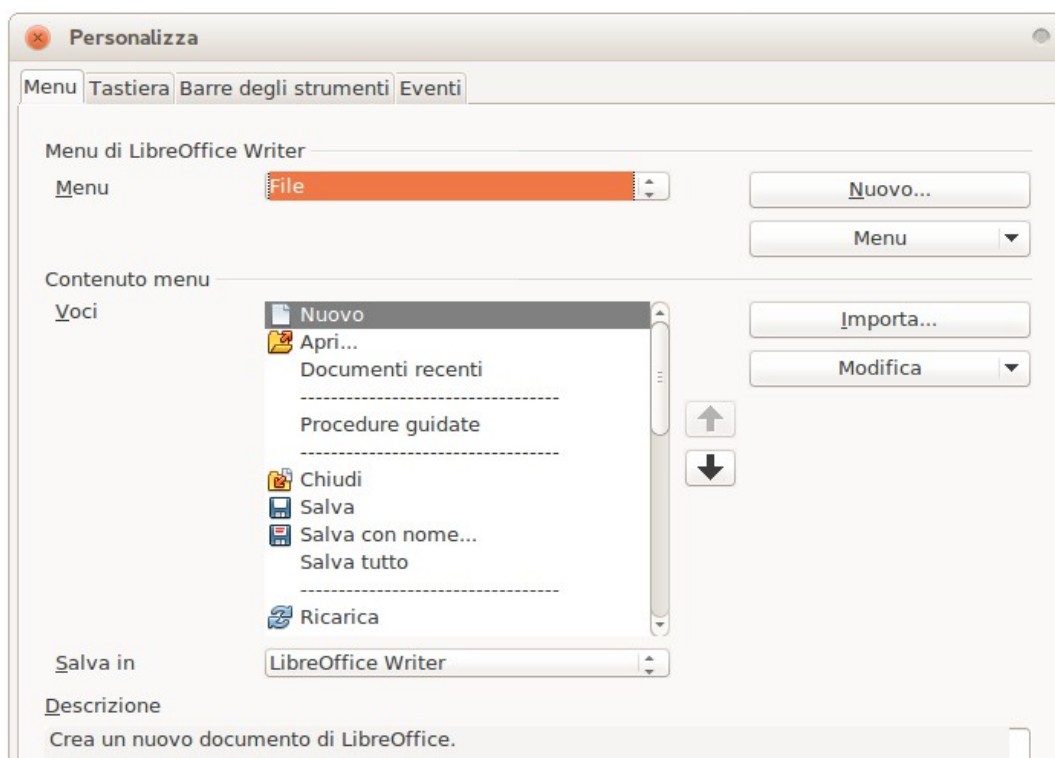 Personalizza
Menu Tastiera Barre degli strumenti Eventi
Menu di LibreOffice Writer
Menu File Nuovo...
Menu
Contenuto menu
Voci Nuovo Importa...
Apri...
Documenti recenti Modifica
----------------------------------
Procedure guidate
----------------------------------
Chiudi
Salva
Salva con nome...
Salva tutto
----------------------------------
Ricarica
Salva in LibreOffice Writer
Descrizione
Crea un nuovo documento di LibreOffice.